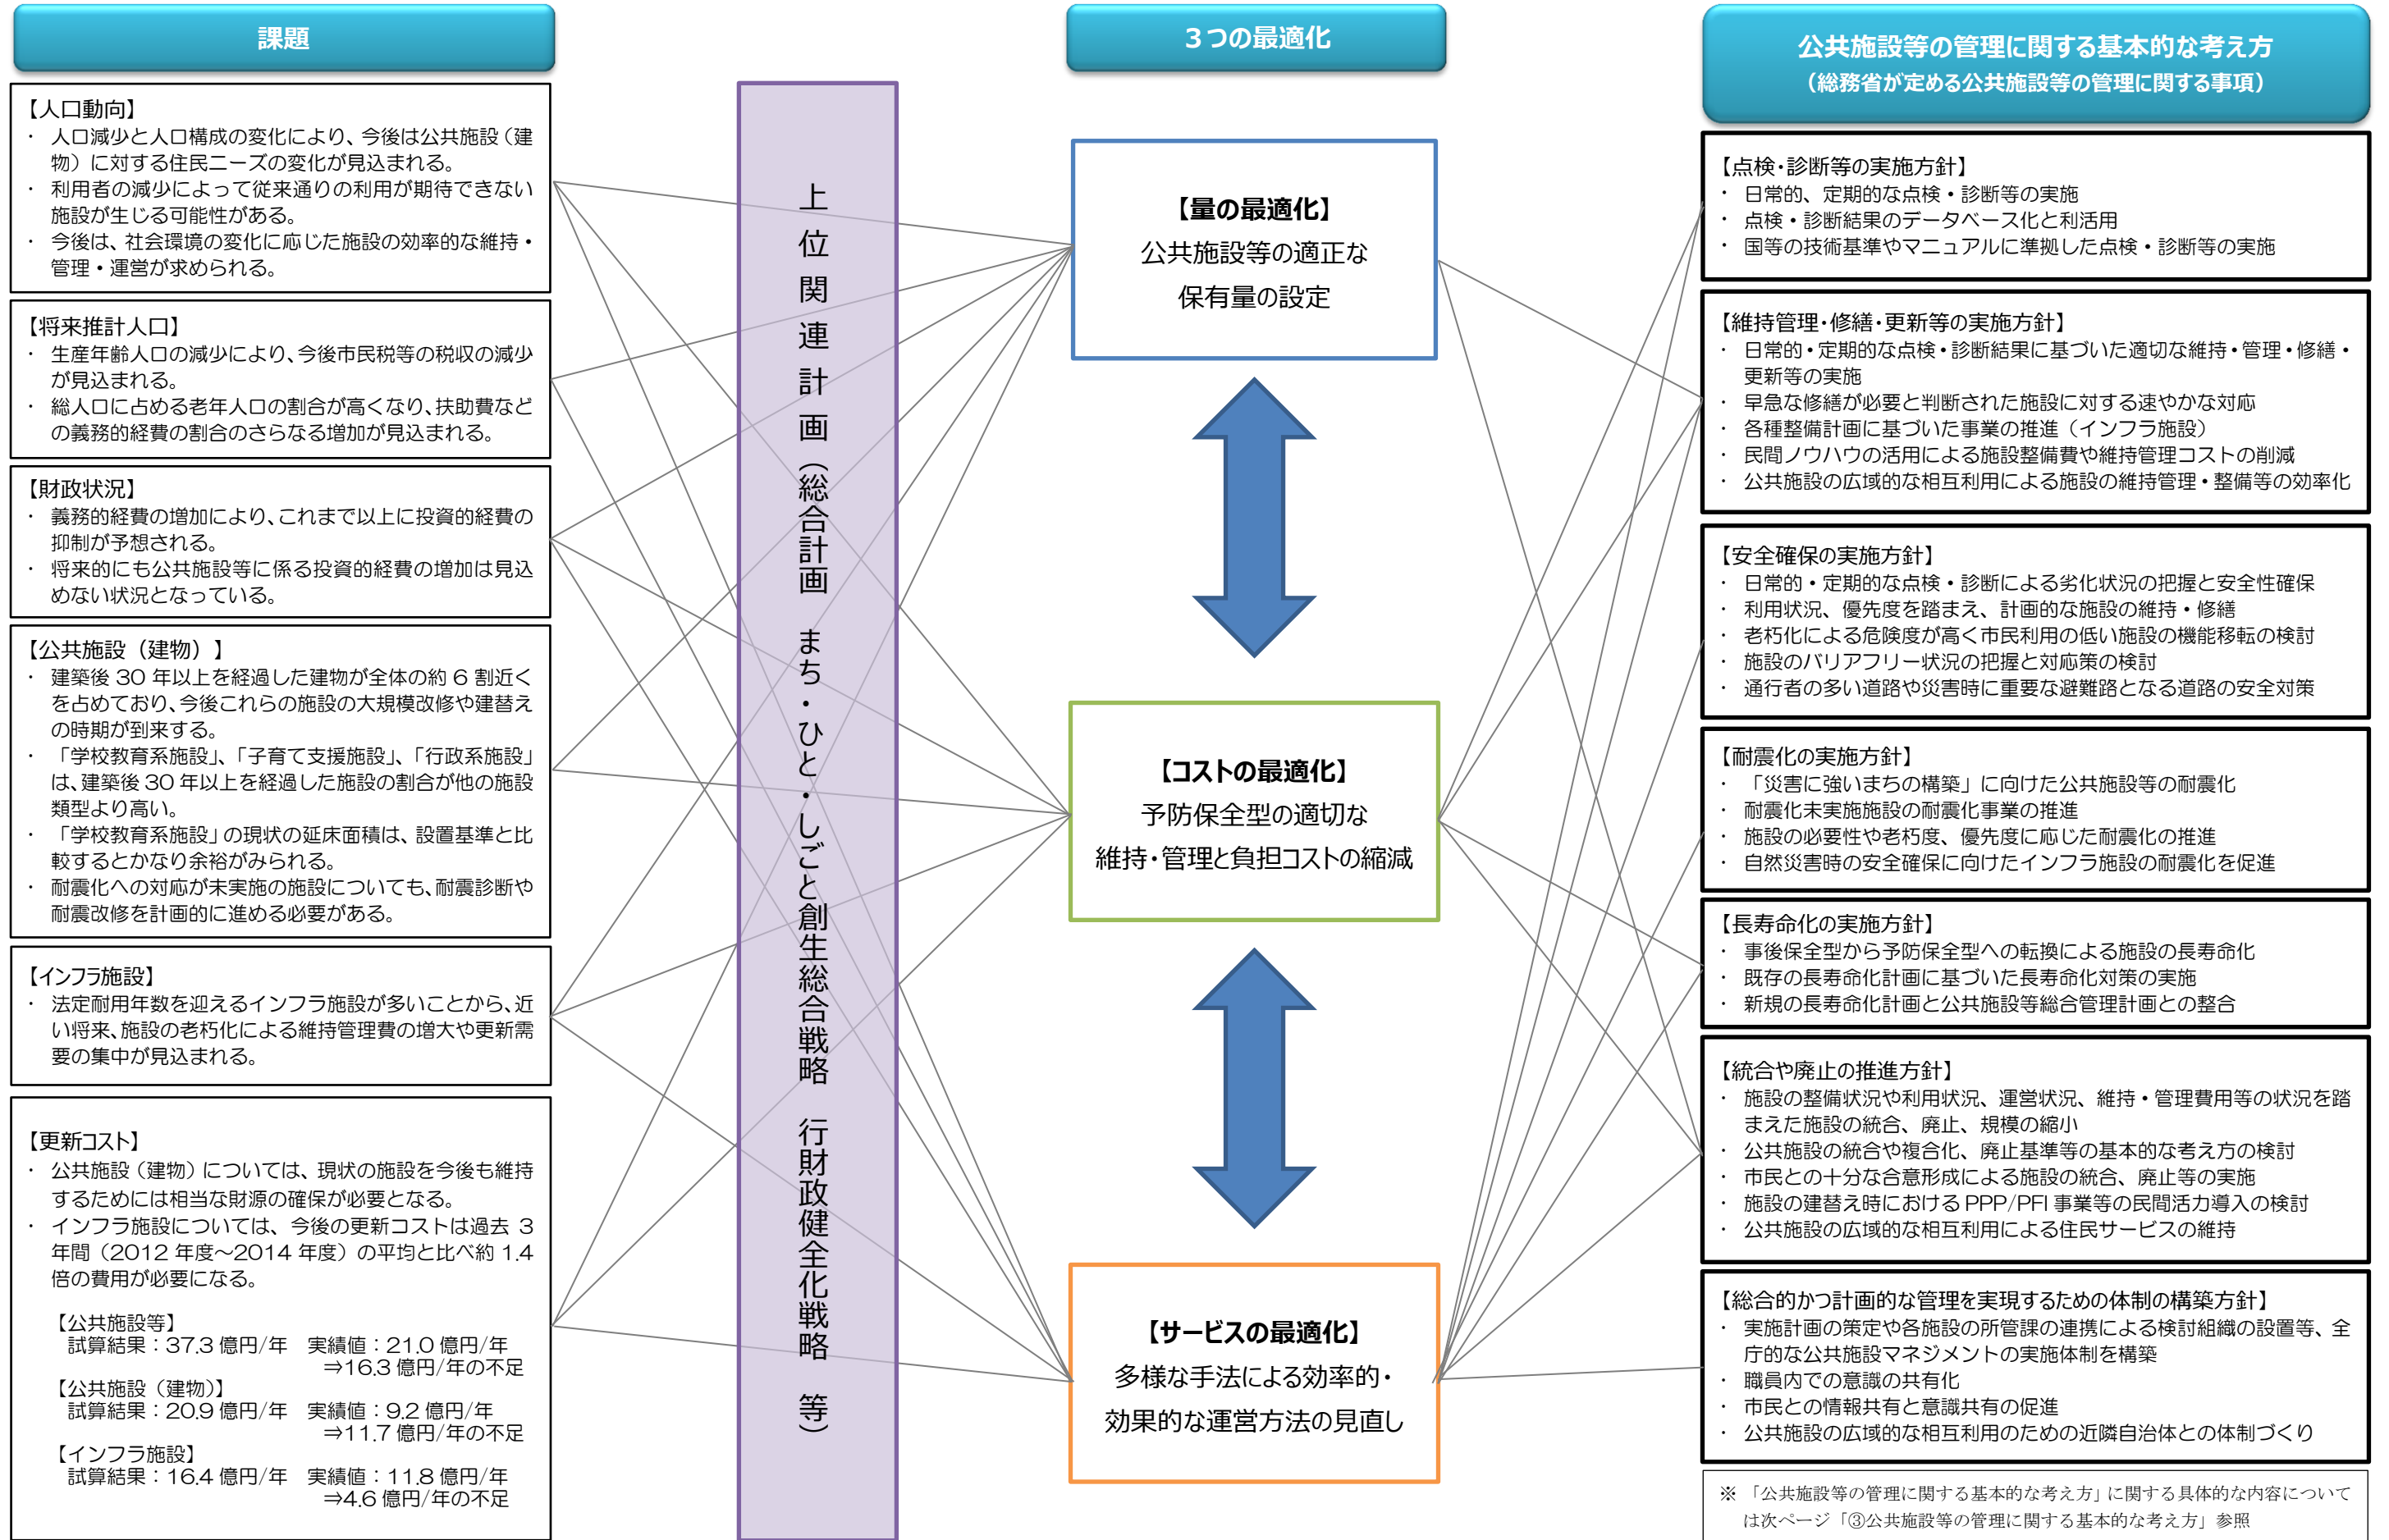 課題
【人口動向】
・ 人口減少と人口構成の変化により、今後は公共施設（建
物）に対する住民ニーズの変化が見込まれる。
・ 利用者の減少によって従来通りの利用が期待できない
施設が生じる可能性がある。
・ 今後は、社会環境の変化に応じた施設の効率的な維持・
管理・運営が求められる。
【将来推計人口】
・ 生産年齢人口の減少により、今後市民税等の税収の減少
が見込まれる。
・ 総人口に占める老年人口の割合が高くなり、扶助費など
の義務的経費の割合のさらなる増加が見込まれる。
【財政状況】
・ 義務的経費の増加により、これまで以上に投資的経費の
抑制が予想される。
・ 将来的にも公共施設等に係る投資的経費の増加は見込
めない状況となっている。
【公共施設（建物）】
・ 建築後 30 年以上を経過した建物が全体の約 6 割近く
を占めており、今後これらの施設の大規模改修や建替え
の時期が到来する。
・ 「学校教育系施設」、「子育て支援施設」、「行政系施設」
は、建築後 30 年以上を経過した施設の割合が他の施設
類型より高い。
・ 「学校教育系施設」の現状の延床面積は、設置基準と比
較するとかなり余裕がみられる。
・ 耐震化への対応が未実施の施設についても、耐震診断や
耐震改修を計画的に進める必要がある。
【インフラ施設】
・ 法定耐用年数を迎えるインフラ施設が多いことから、近
い将来、施設の老朽化による維持管理費の増大や更新需
要の集中が見込まれる。
【更新コスト】
・ 公共施設（建物）については、現状の施設を今後も維持
するためには相当な財源の確保が必要となる。
・ インフラ施設については、今後の更新コストは過去 3
年間（2012 年度～2014 年度）の平均と比べ約 1.4
倍の費用が必要になる。
【公共施設等】
試算結果：37.3 億円/年 実績値：21.0 億円/年
⇒16.3 億円/年の不足
【公共施設（建物）】
試算結果：20.9 億円/年 実績値：9.2 億円/年
⇒11.7 億円/年の不足
【インフラ施設】
試算結果：16.4 億円/年 実績値：11.8 億円/年
⇒4.6 億円/年の不足
上位関連計画（総合計画 まち・ひと・しごと創生総合戦略 行財政健全化戦略 等）
3つの最適化
【量の最適化】
公共施設等の適正な
保有量の設定
【コストの最適化】
予防保全型の適切な
維持・管理と負担コストの縮減
【サービスの最適化】
多様な手法による効率的・
効果的な運営方法の見直し
公共施設等の管理に関する基本的な考え方
（総務省が定める公共施設等の管理に関する事項）
【点検・診断等の実施方針】
・ 日常的、定期的な点検・診断等の実施
・ 点検・診断結果のデータベース化と利活用
・ 国等の技術基準やマニュアルに準拠した点検・診断等の実施
【維持管理・修繕・更新等の実施方針】
・ 日常的・定期的な点検・診断結果に基づいた適切な維持・管理・修繕・
更新等の実施
・ 早急な修繕が必要と判断された施設に対する速やかな対応
・ 各種整備計画に基づいた事業の推進（インフラ施設）
・ 民間ノウハウの活用による施設整備費や維持管理コストの削減
・ 公共施設の広域的な相互利用による施設の維持管理・整備等の効率化
【安全確保の実施方針】
・ 日常的・定期的な点検・診断による劣化状況の把握と安全性確保
・ 利用状況、優先度を踏まえ、計画的な施設の維持・修繕
・ 老朽化による危険度が高く市民利用の低い施設の機能移転の検討
・ 施設のバリアフリー状況の把握と対応策の検討
・ 通行者の多い道路や災害時に重要な避難路となる道路の安全対策
【耐震化の実施方針】
・ 「災害に強いまちの構築」に向けた公共施設等の耐震化
・ 耐震化未実施施設の耐震化事業の推進
・ 施設の必要性や老朽度、優先度に応じた耐震化の推進
・ 自然災害時の安全確保に向けたインフラ施設の耐震化を促進
【長寿命化の実施方針】
・ 事後保全型から予防保全型への転換による施設の長寿命化
・ 既存の長寿命化計画に基づいた長寿命化対策の実施
・ 新規の長寿命化計画と公共施設等総合管理計画との整合
【統合や廃止の推進方針】
・ 施設の整備状況や利用状況、運営状況、維持・管理費用等の状況を踏
まえた施設の統合、廃止、規模の縮小
・ 公共施設の統合や複合化、廃止基準等の基本的な考え方の検討
・ 市民との十分な合意形成による施設の統合、廃止等の実施
・ 施設の建替え時における PPP/PFI 事業等の民間活力導入の検討
・ 公共施設の広域的な相互利用による住民サービスの維持
【総合的かつ計画的な管理を実現するための体制の構築方針】
・ 実施計画の策定や各施設の所管課の連携による検討組織の設置等、全
庁的な公共施設マネジメントの実施体制を構築
・ 職員内での意識の共有化
・ 市民との情報共有と意識共有の促進
・ 公共施設の広域的な相互利用のための近隣自治体との体制づくり
※ 「公共施設等の管理に関する基本的な考え方」に関する具体的な内容について
は次ページ「③公共施設等の管理に関する基本的な考え方」参照